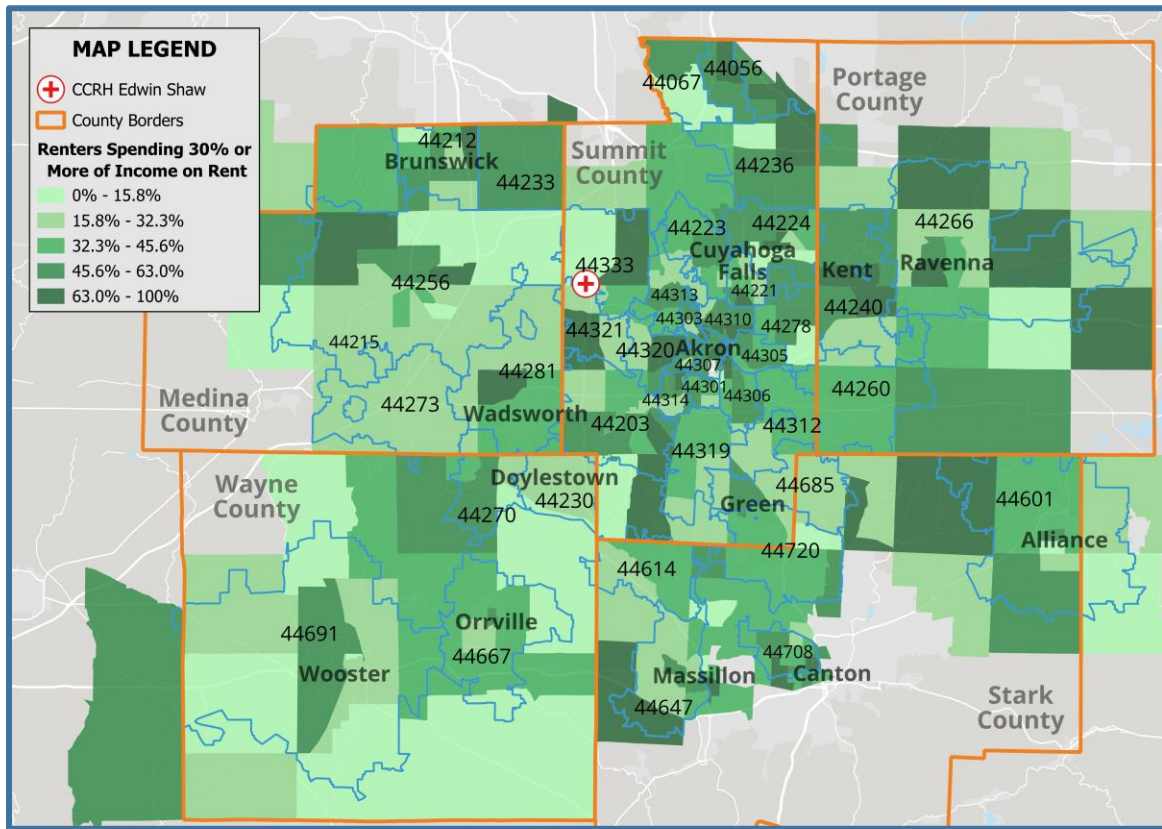 MAP LEGEND
CCRH Edwin Shaw
County Borders
Renters Spending 30% or
More of Income on Rent
0% - 15.8%
15.8% - 32.3%
32.3% - 45.6%
45.6% - 63.0%
63.0% - 100%
44067
44056
Portage
County
44212
Brunswick
44233
Summit
County
44236
44223
44224
44266
Cuyahoga
Falls
Kent
Ravenna
44333
44256
44313
44221
44240
44303
44310
44278
44321
44320
Akron
44215
44305
44307
44281
44301
44306
44260
44314
Medina
County
44273
Wadsworth
44203
44312
44319
Wayne
County
Doylestown
44230
44685
44601
44270
Green
Alliance
44720
44614
Orrville
44691
44667
44708
Wooster
Massillon
Canton
44647
Stark
County